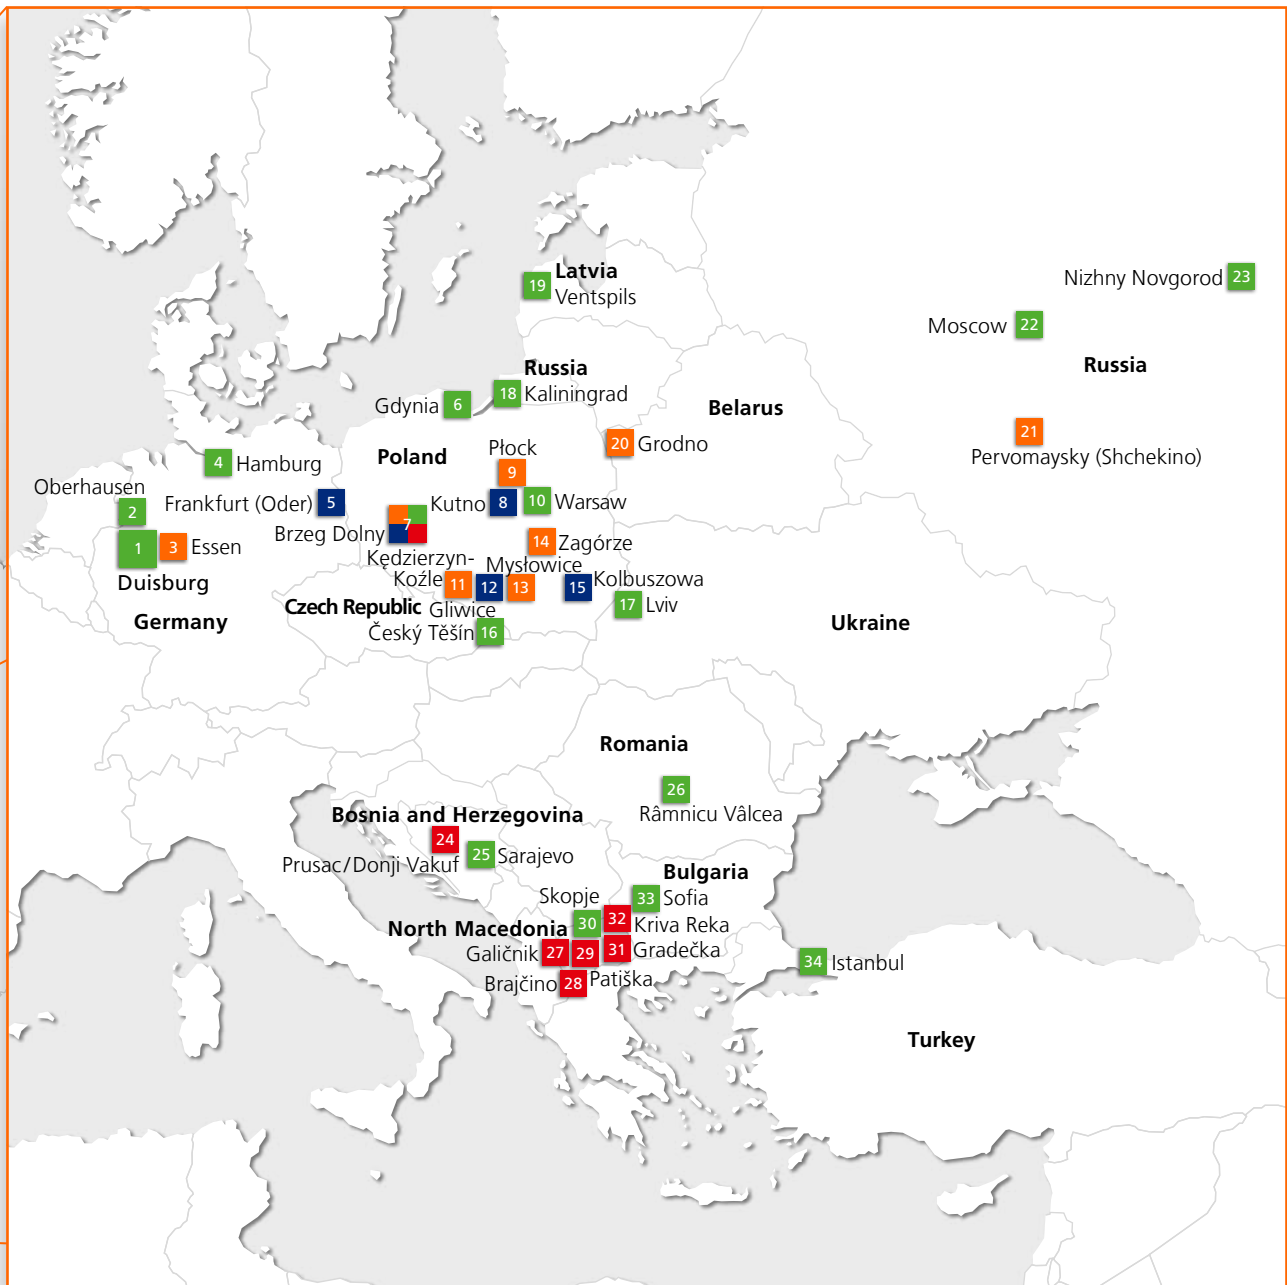 Latvia
19
Ventspils
Nizhny Novgorod 23
Moscow 22
Russia
Russia
18 Kaliningrad
Gdynia 6
Belarus
21
Pervomaysky (Shchekino)
20 Grodno
Płock
9
Poland
4 Hamburg
Oberhausen
2
Frankfurt (Oder) 5
Kutno 8
10 Warsaw
7
Brzeg Dolny
1
3 Essen
Duisburg
Germany
14 Zagórze
Kędzierzyn-
Koźle 11
Mysłowice
12
13
15
Kolbuszowa
Czech Republic
Gliwice
17 Lviv
Český Těšín 16
Ukraine
Romania
26
Râmnicu Vâlcea
Bosnia and Herzegovina
24
Prusac/Donji Vakuf
25 Sarajevo
Bulgaria
33 Sofia
Skopje
30
32
Kriva Reka
North Macedonia
Galičnik 27
29
31 Gradečka
Brajčino 28
Patiška
34 Istanbul
Turkey